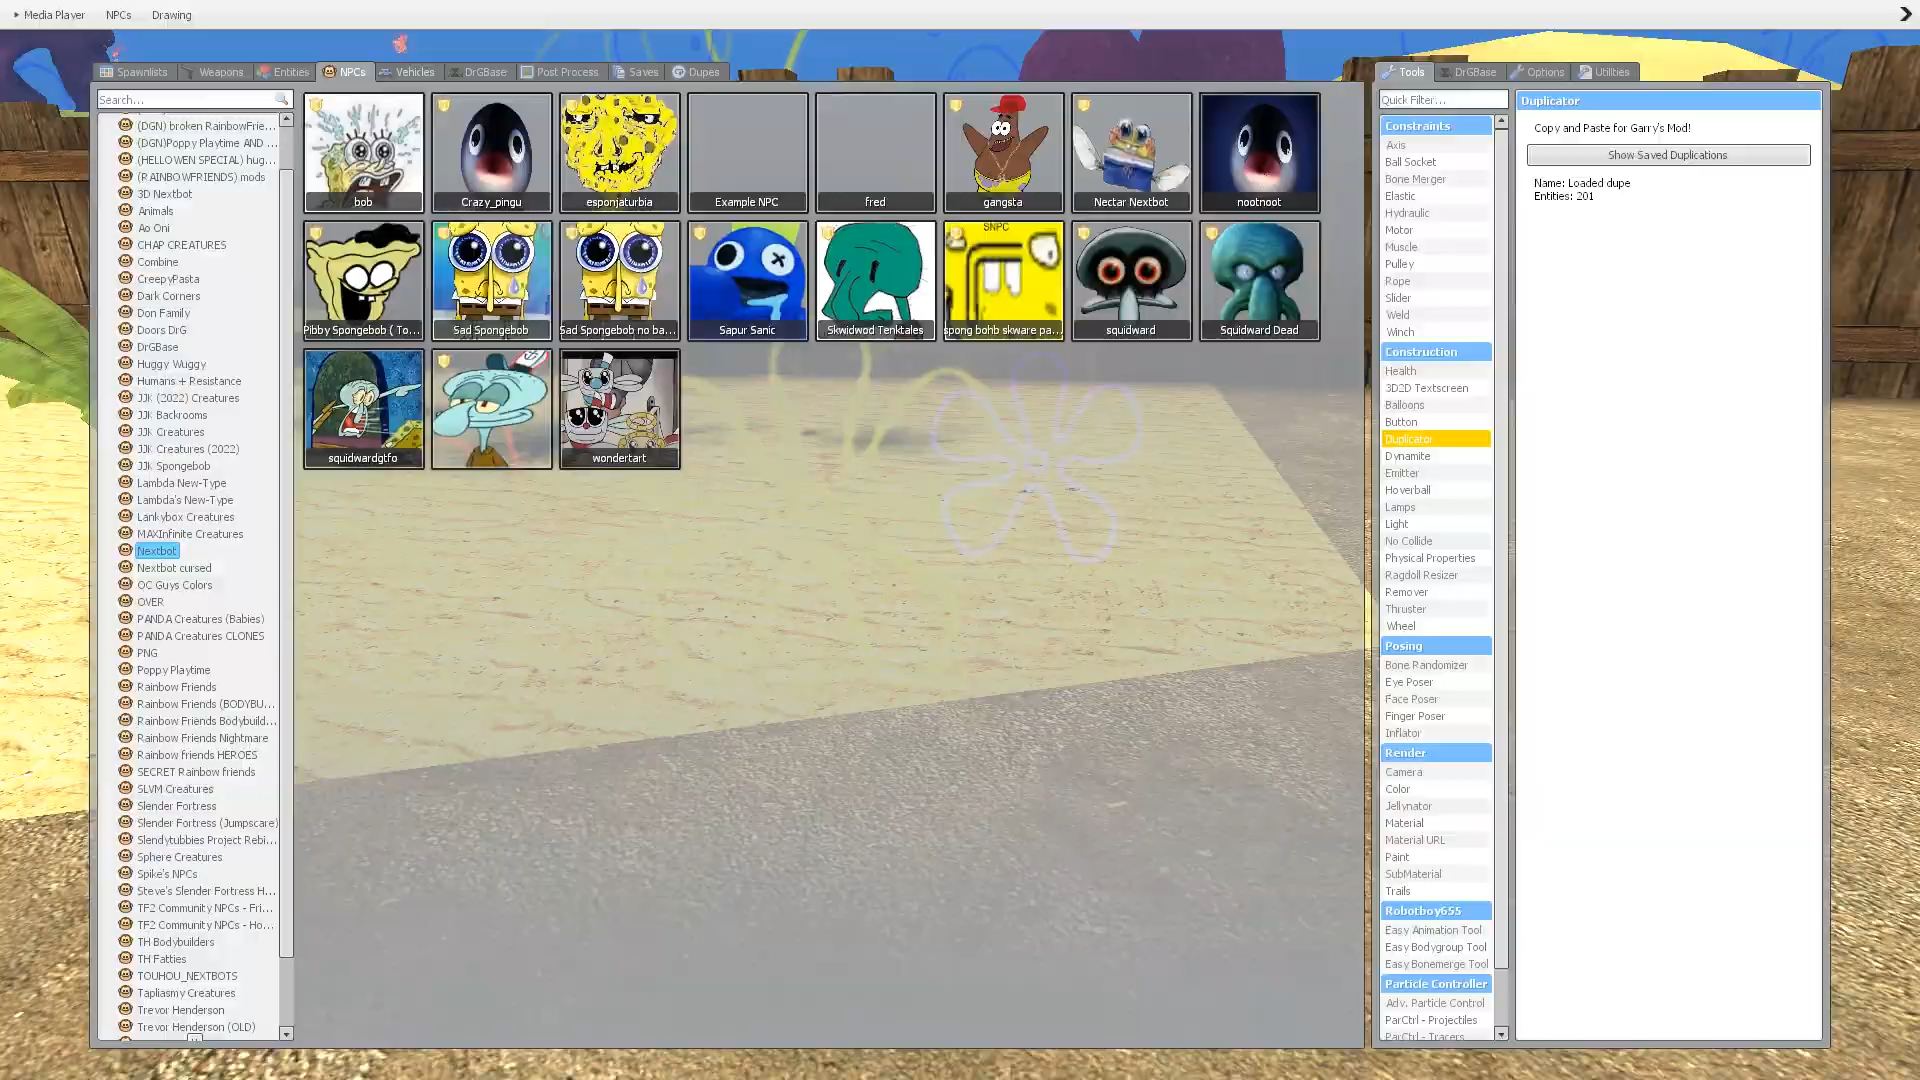 Media Player NPCs Drawing
Spawnlists Weapons Entities NPCs Vehicles DrGBase Post Process Saves Dupes
Search...
(DGN) broken RainbowFrie...
(DGN)Poppy Playtime AND ...
(HELLOWEN SPECIAL) hug...
(RAINBOWFRIENDS) mods
3D Nextbot
Animals
Ao Oni
CHAP CREATURES
Combine
CreepyPasta
Dark Corners
Don Family
Doors DrG
DrGBase
Huggy Wuggy
Humans + Resistance
JJK (2022) Creatures
JJK Backrooms
JJK Creatures
JJK Creatures (2022)
JJK Spongebob
Lambda New-Type
Lambda's New-Type
Lankybox Creatures
MAXInfinite Creatures
Nextbot
Nextbot cursed
OC Guys Colors
OVER
PANDA Creatures (Babies)
PANDA Creatures CLONES
PNG
Poppy Playtime
Rainbow Friends
Rainbow Friends (BODYBU...
Rainbow Friends Bodybuild...
Rainbow Friends Nightmare
Rainbow friends HEROES
SECRET Rainbow friends
SLVM Creatures
Slender Fortress
Slender Fortress (Jumpscare)
Slendytubbies Project Rebi...
Sphere Creatures
Spike's NPCs
Steve's Slender Fortress H...
TF2 Community NPCs - Fri...
TF2 Community NPCs - Ho...
TH Bodybuilders
TH Fatties
TOUHOU_NEXTBOTS
Tapliasmy Creatures
Trevor Henderson
Trevor Henderson (OLD)
bob Crazy_pingu esponjaturbia Example NPC fred gangsta Nectar Nextbot nootnoot
SNPC
Pibby Spongebob ( To... Sad Spongebob Sad Spongebob no ba... Sapur Sanic Skwidwod Tenktales spong bohb skware pa... squidward Squidward Dead
squidwardgtfo wondertart
Tools DrGBase Options Utilities
Quick Filter...
Constraints
Axis
Ball Socket
Bone Merger
Elastic
Hydraulic
Motor
Muscle
Pulley
Rope
Slider
Weld
Winch
Construction
Health
3D2D Textscreen
Balloons
Button
Duplicator
Dynamite
Emitter
Hoverball
Lamps
Light
No Collide
Physical Properties
Ragdoll Resizer
Remover
Thruster
Wheel
Posing
Bone Randomizer
Eye Poser
Face Poser
Finger Poser
Inflator
Render
Camera
Color
Jellynator
Material
Material URL
Paint
SubMaterial
Trails
Robotboy655
Easy Animation Tool
Easy Bodygroup Tool
Easy Bonemerge Tool
Particle Controller
Adv. Particle Control
ParCtrl - Projectiles
ParCtrl - Tracers
Duplicator
Copy and Paste for Garry's Mod!
Show Saved Duplications
Name: Loaded dupe
Entities: 201